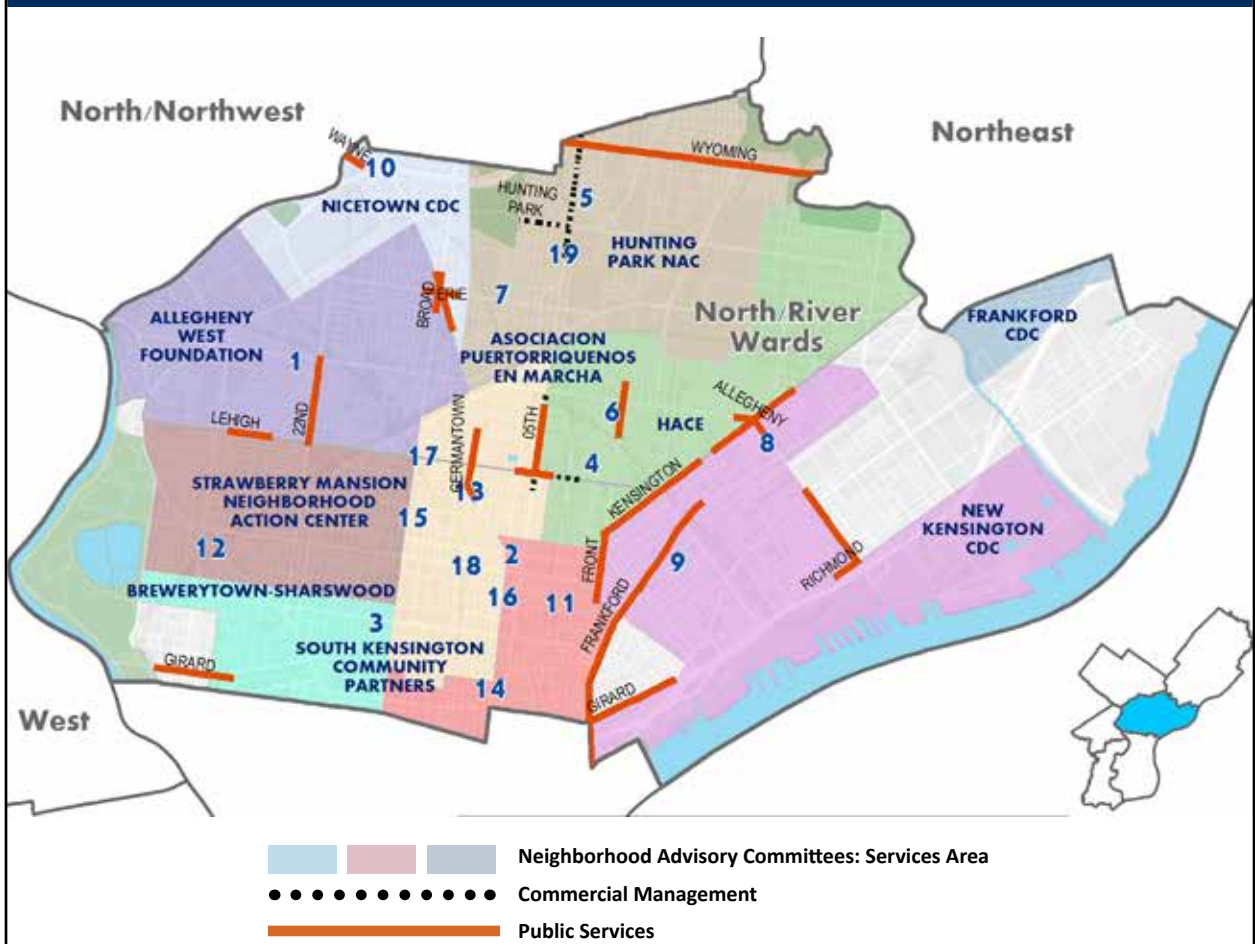 North/Northwest
Northeast
WAYNE
10
WYOMING
HUNTING
PARK
5
NICETOWN CDC
19
HUNTING
PARK NAC
BROAD
ERIE
7
North/River
Wards
FRANKFORD
CDC
ALLEGHENY
WEST
FOUNDATION
1
ASOCIACION
PUERTORRIQUENOS
EN MARCHA
LEHIGH
22ND
GERMANTOWN
05TH
6
HACE
ALLEGHENY
8
17
4
KENSINGTON
13
STRAWBERRY MANSION
NEIGHBORHOOD
ACTION CENTER
15
NEW
KENSINGTON
CDC
12
18
2
FRONT
9
RICHMOND
BREWERYTOWN-SHARSWOOD
16
11
FRANKFORD
3
SOUTH KENSINGTON
COMMUNITY
PARTNERS
GIRARD
14
GIRARD
West
Neighborhood Advisory Committees: Services Area
Commercial Management
Public Services